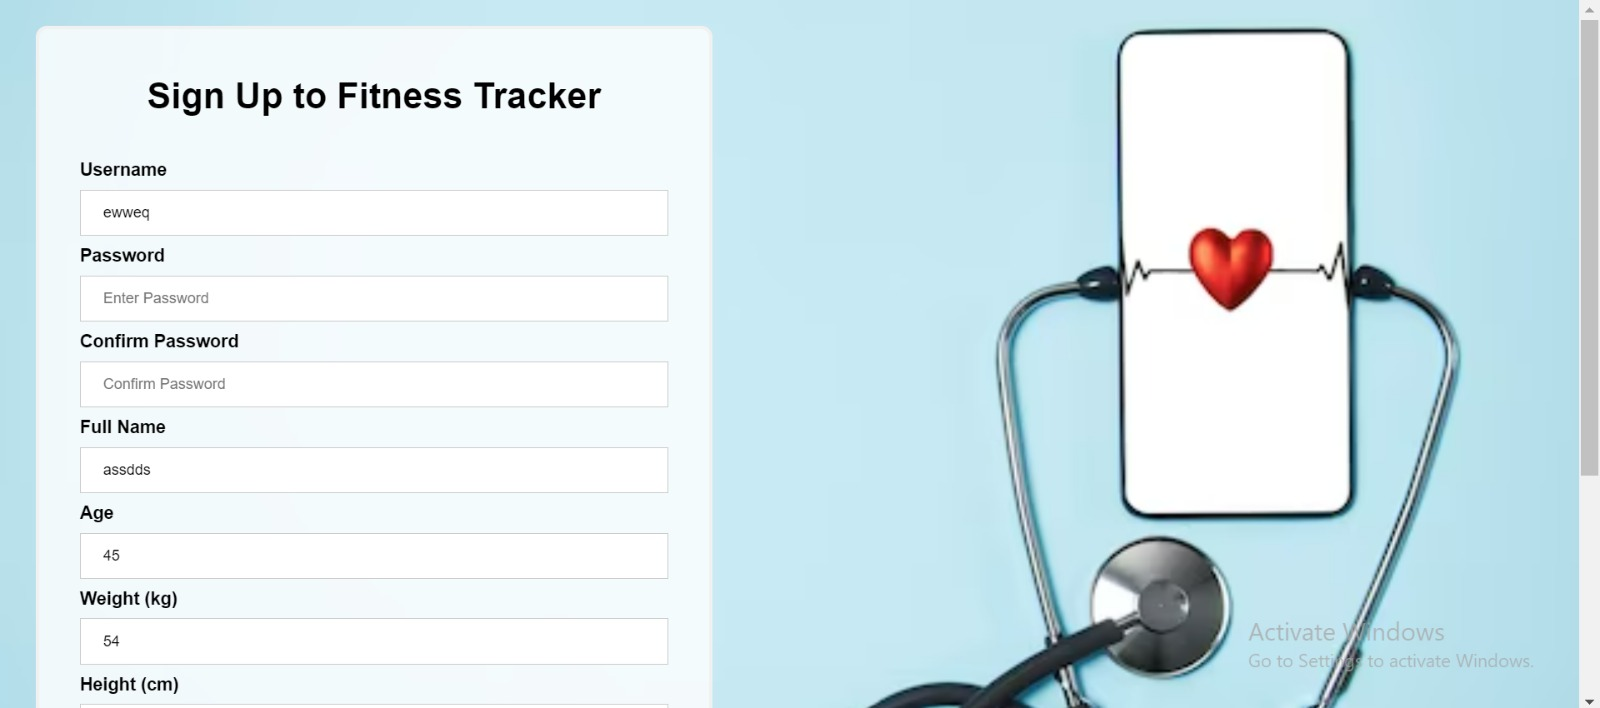 Sign Up to Fitness Tracker
Username
ewweq
Password
Enter Password
Confirm Password
Confirm Password
Full Name
assdds
Age
45
Weight (kg)
54
Height (cm)
Activate Windows
Go to Settings to activate Windows.